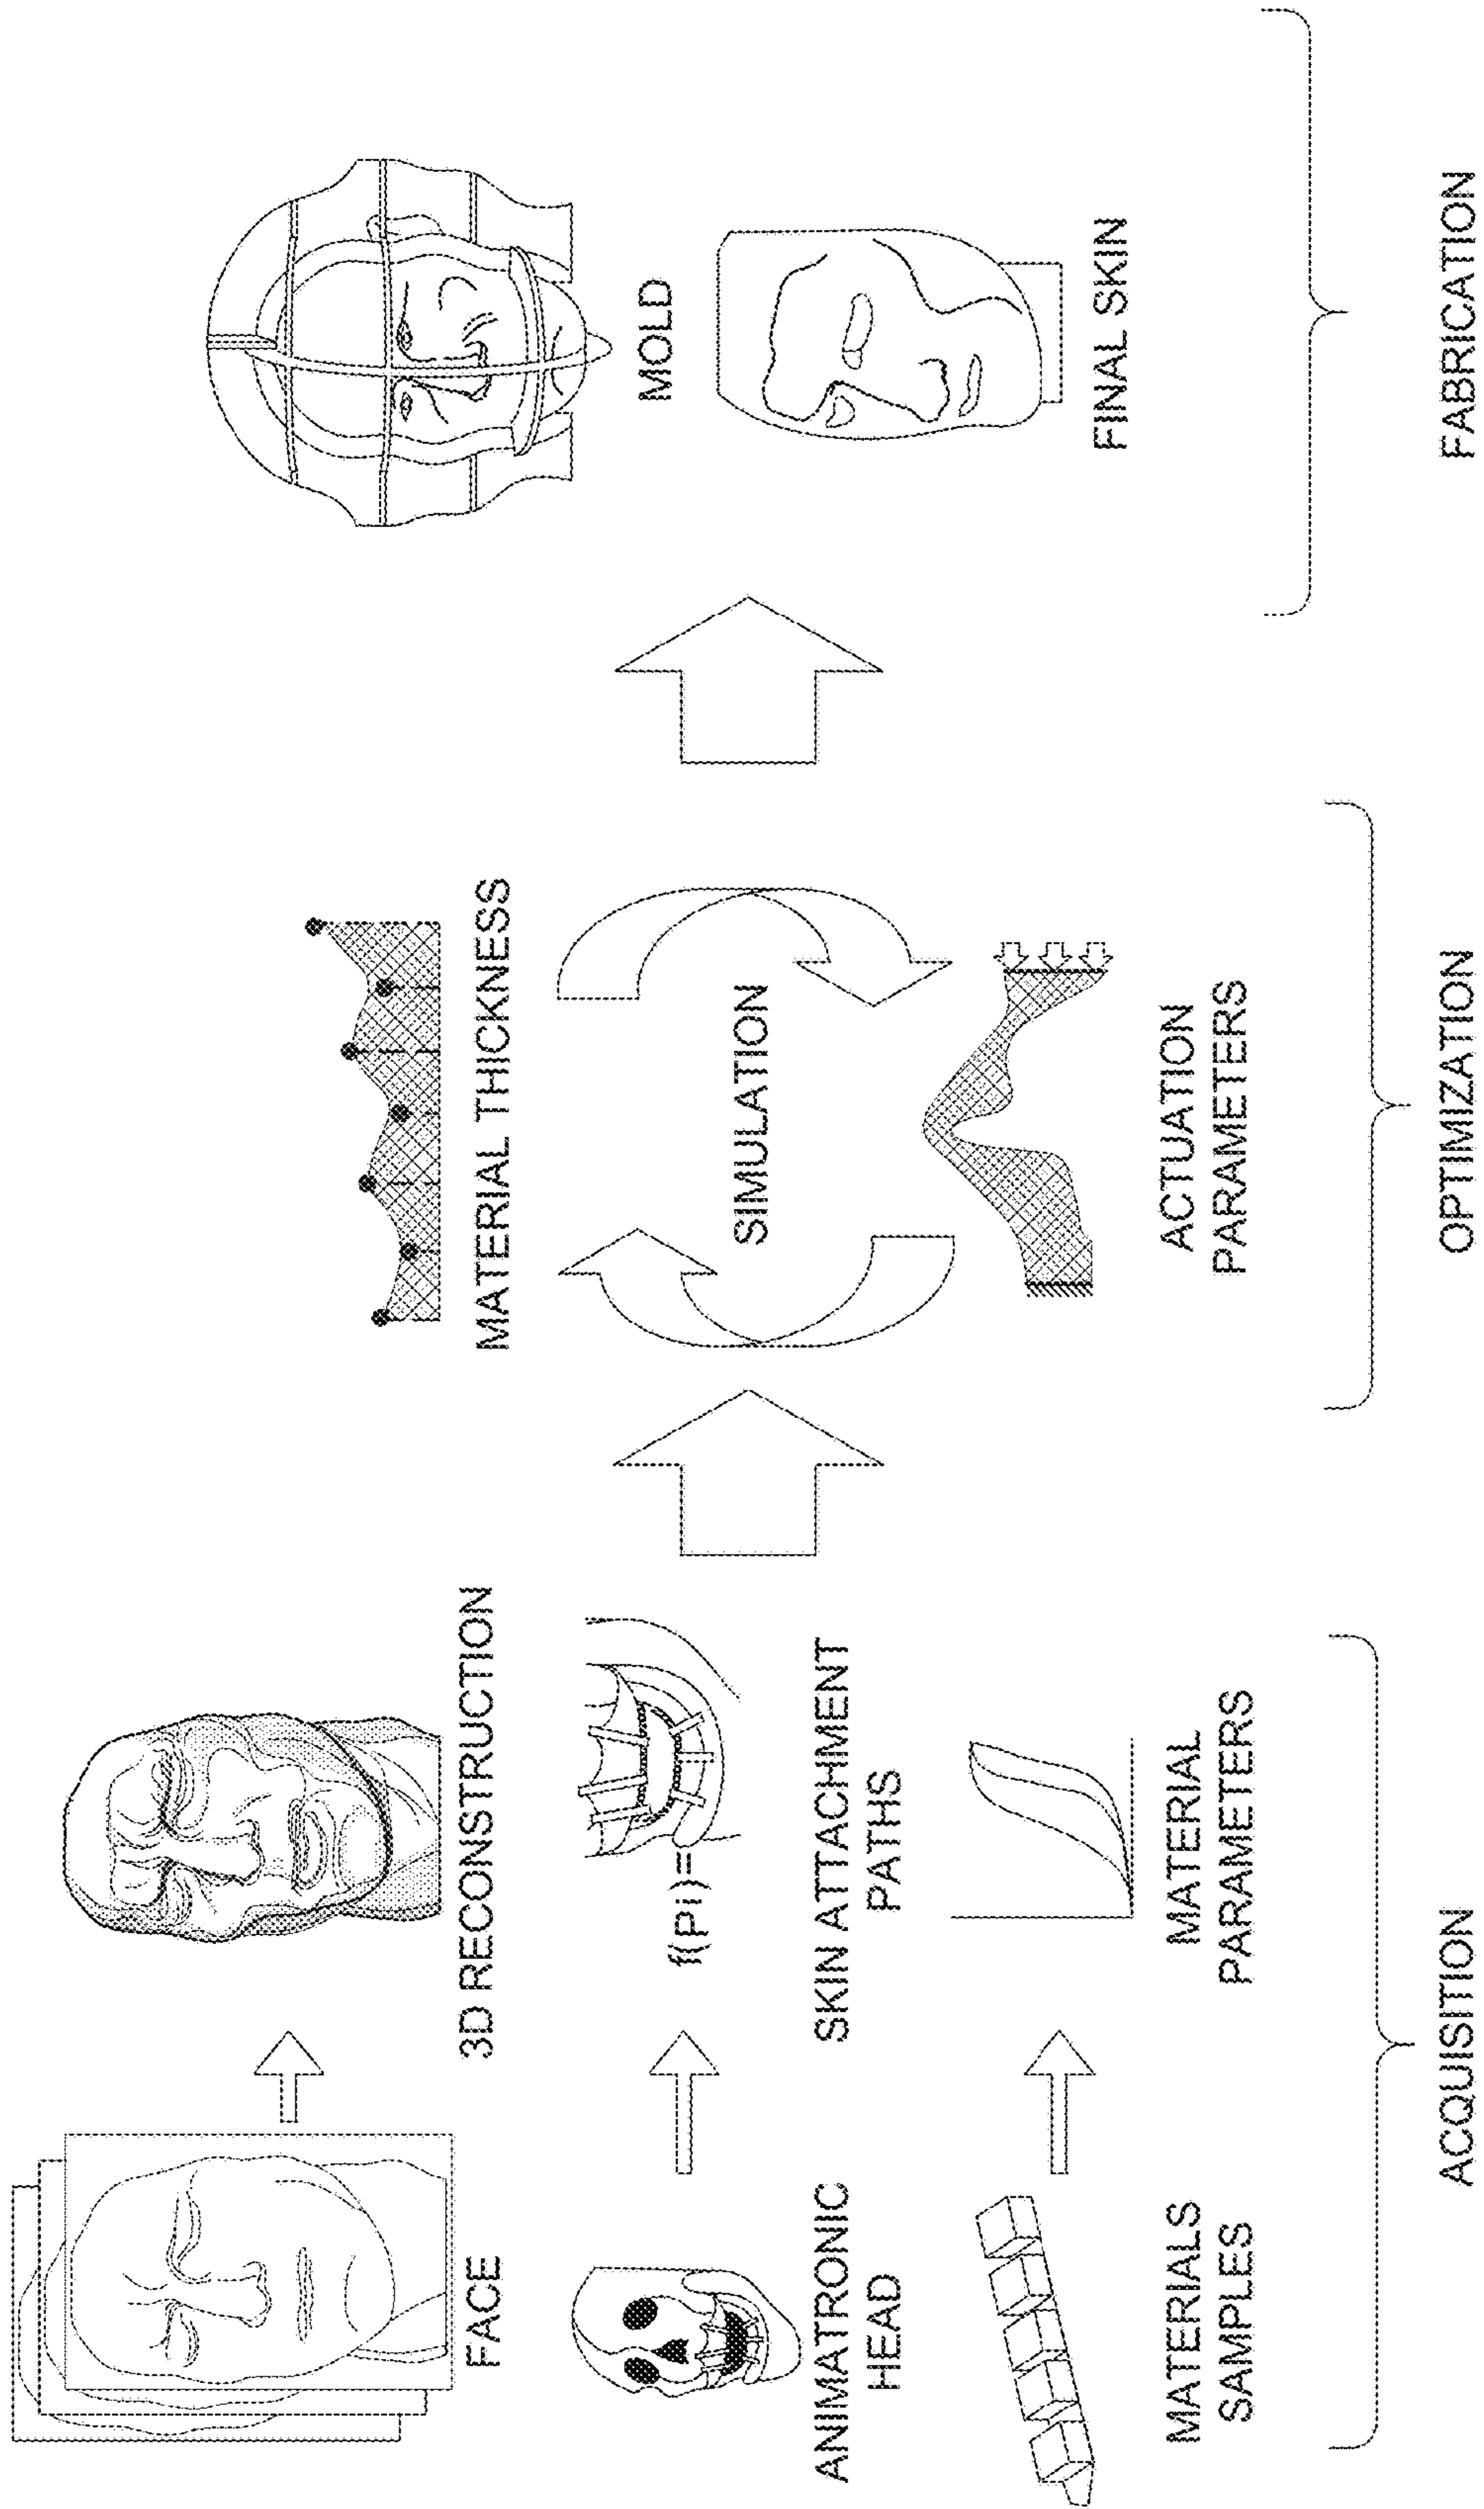 FACE
3D RECONSTRUCTION
ANIMATRONIC
HEAD
f(Pi)=
SKIN ATTACHMENT
PATHS
MATERIALS
SAMPLES
MATERIAL
PARAMETERS
ACQUISITION
MATERIAL THICKNESS
SIMULATION
ACTUATION
PARAMETERS
OPTIMIZATION
MOLD
FINAL SKIN
FABRICATION